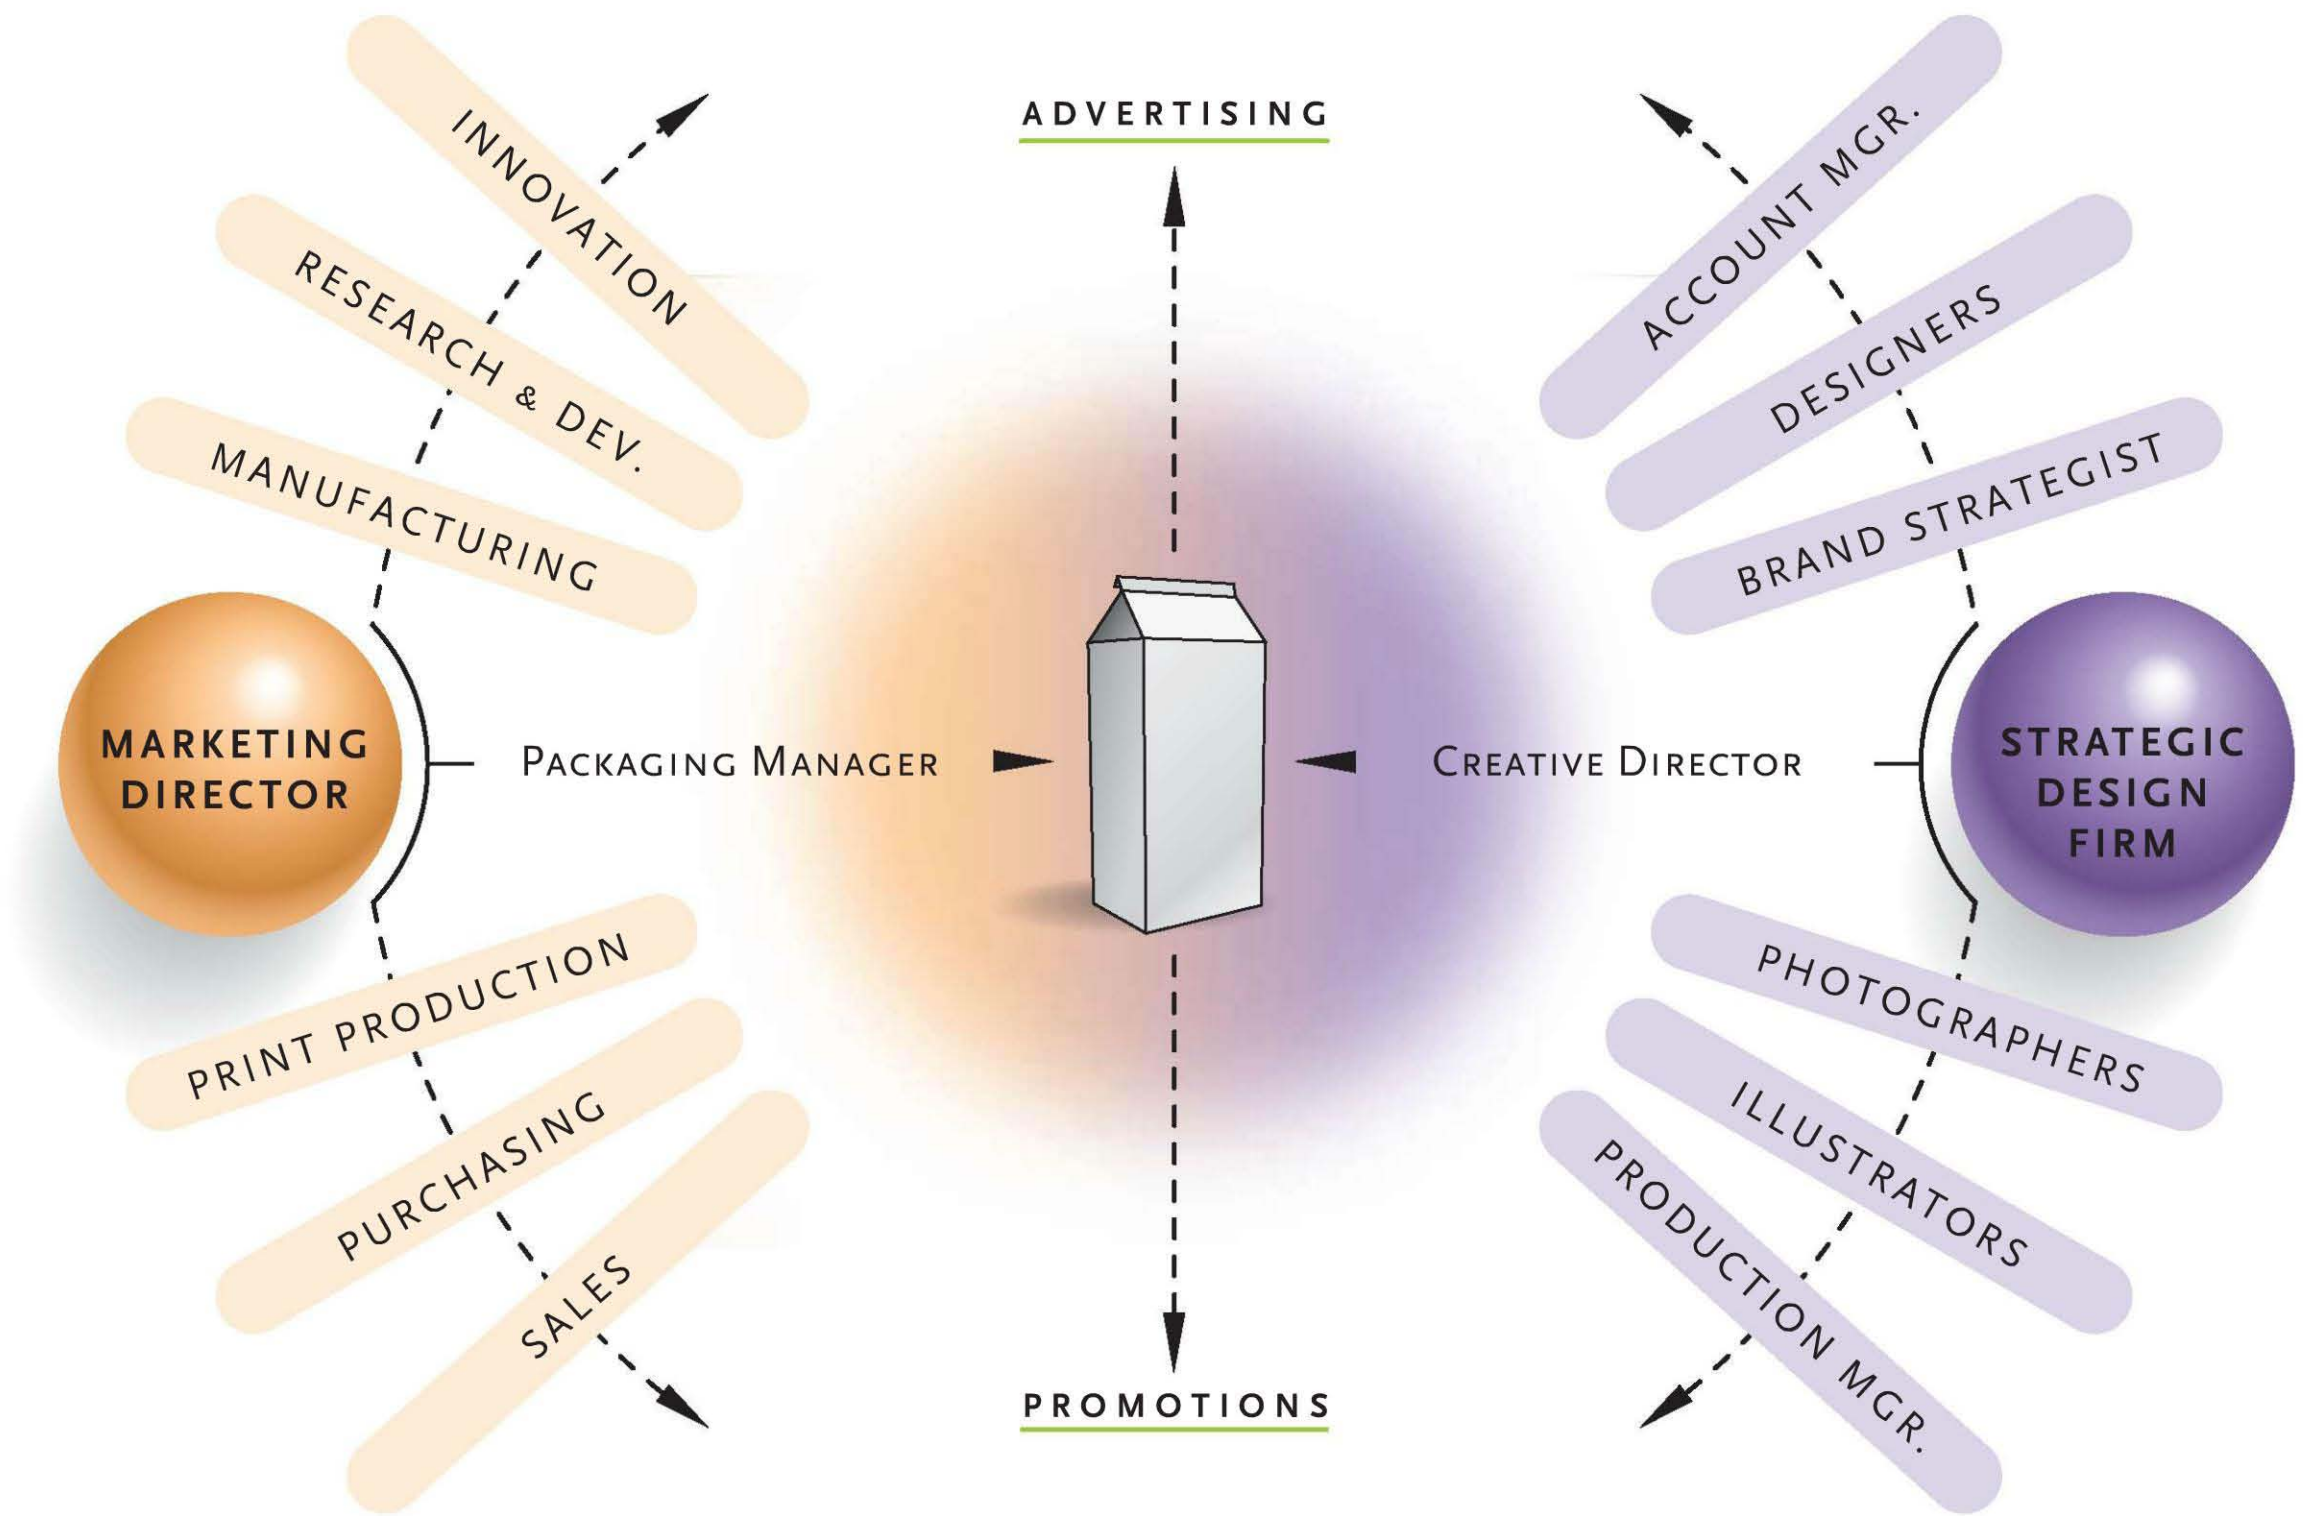 INNOVATION
RESEARCH & DEV.
MANUFACTURING
MARKETING
DIRECTOR
PACKAGING MANAGER
PRINT PRODUCTION
PURCHASING
SALES
ADVERTISING
PROMOTIONS
ACCOUNT MGR.
DESIGNERS
BRAND STRATEGIST
CREATIVE DIRECTOR
STRATEGIC
DESIGN
FIRM
PHOTOGRAPHERS
ILLUSTRATORS
PRODUCTION MGR.